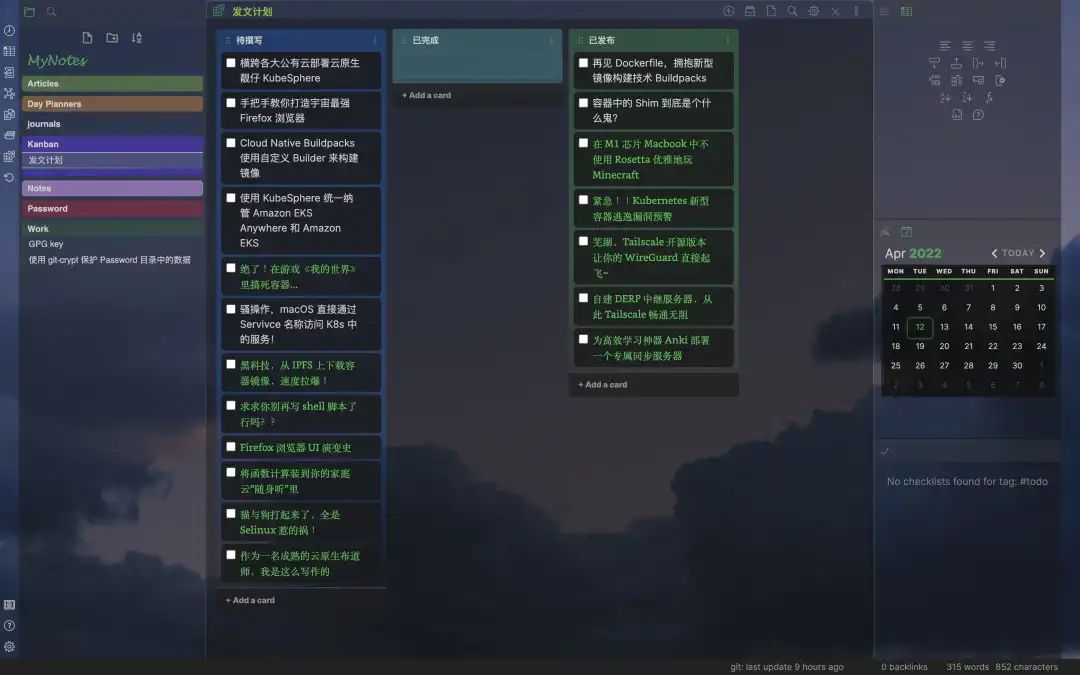 MyNotes
Articles
Day Planners
journals
Kanban
发文计划
Notes
Password
Work
GPG key
使用 git-crypt 保护 Password 目录中的数据
发文计划
待撰写
横跨各大公有云部署云原生
靓仔 KubeSphere
手把手教你打造宇宙最强
Firefox 浏览器
Cloud Native Buildpacks
使用自定义 Builder 来构建
镜像
使用 KubeSphere 统一纳
管 Amazon EKS
Anywhere 和 Amazon
EKS
绝了！在游戏《我的世界》
里搞死容器...
骚操作，macOS 直接通过
Servivce 名称访问 K8s 中
的服务！
黑科技，从 IPFS 上下载容
器镜像，速度拉爆！
求求你别再写 shell 脚本了
行吗？？
Firefox 浏览器 UI 演变史
将函数计算装到你的家庭
云“随身听”里
猫与狗打起来了，全是
Selinux 惹的祸！
作为一名成熟的云原生布道
师，我是这么写作的
+ Add a card
已完成
+ Add a card
已发布
再见 Dockerfile，拥抱新型
镜像构建技术 Buildpacks
容器中的 Shim 到底是个什
么鬼？
在 M1 芯片 Macbook 中不
使用 Rosetta 优雅地玩
Minecraft
紧急！！Kubernetes 新型
容器逃逸漏洞预警
芜湖，Tailscale 开源版本
让你的 WireGuard 直接起
飞~
自建 DERP 中继服务器，从
此 Tailscale 畅通无阻
为高效学习神器 Anki 部署
一个专属同步服务器
+ Add a card
Apr 2022
TODAY
MON TUE WED THU FRI SAT SUN
28 29 30 31 1 2 3
4 5 6 7 8 9 10
11 12 13 14 15 16 17
18 19 20 21 22 23 24
25 26 27 28 29 30 1
2 3 4 5 6 7 8
No checklists found for tag: #todo
git: last update 9 hours ago
0 backlinks
315 words
852 characters